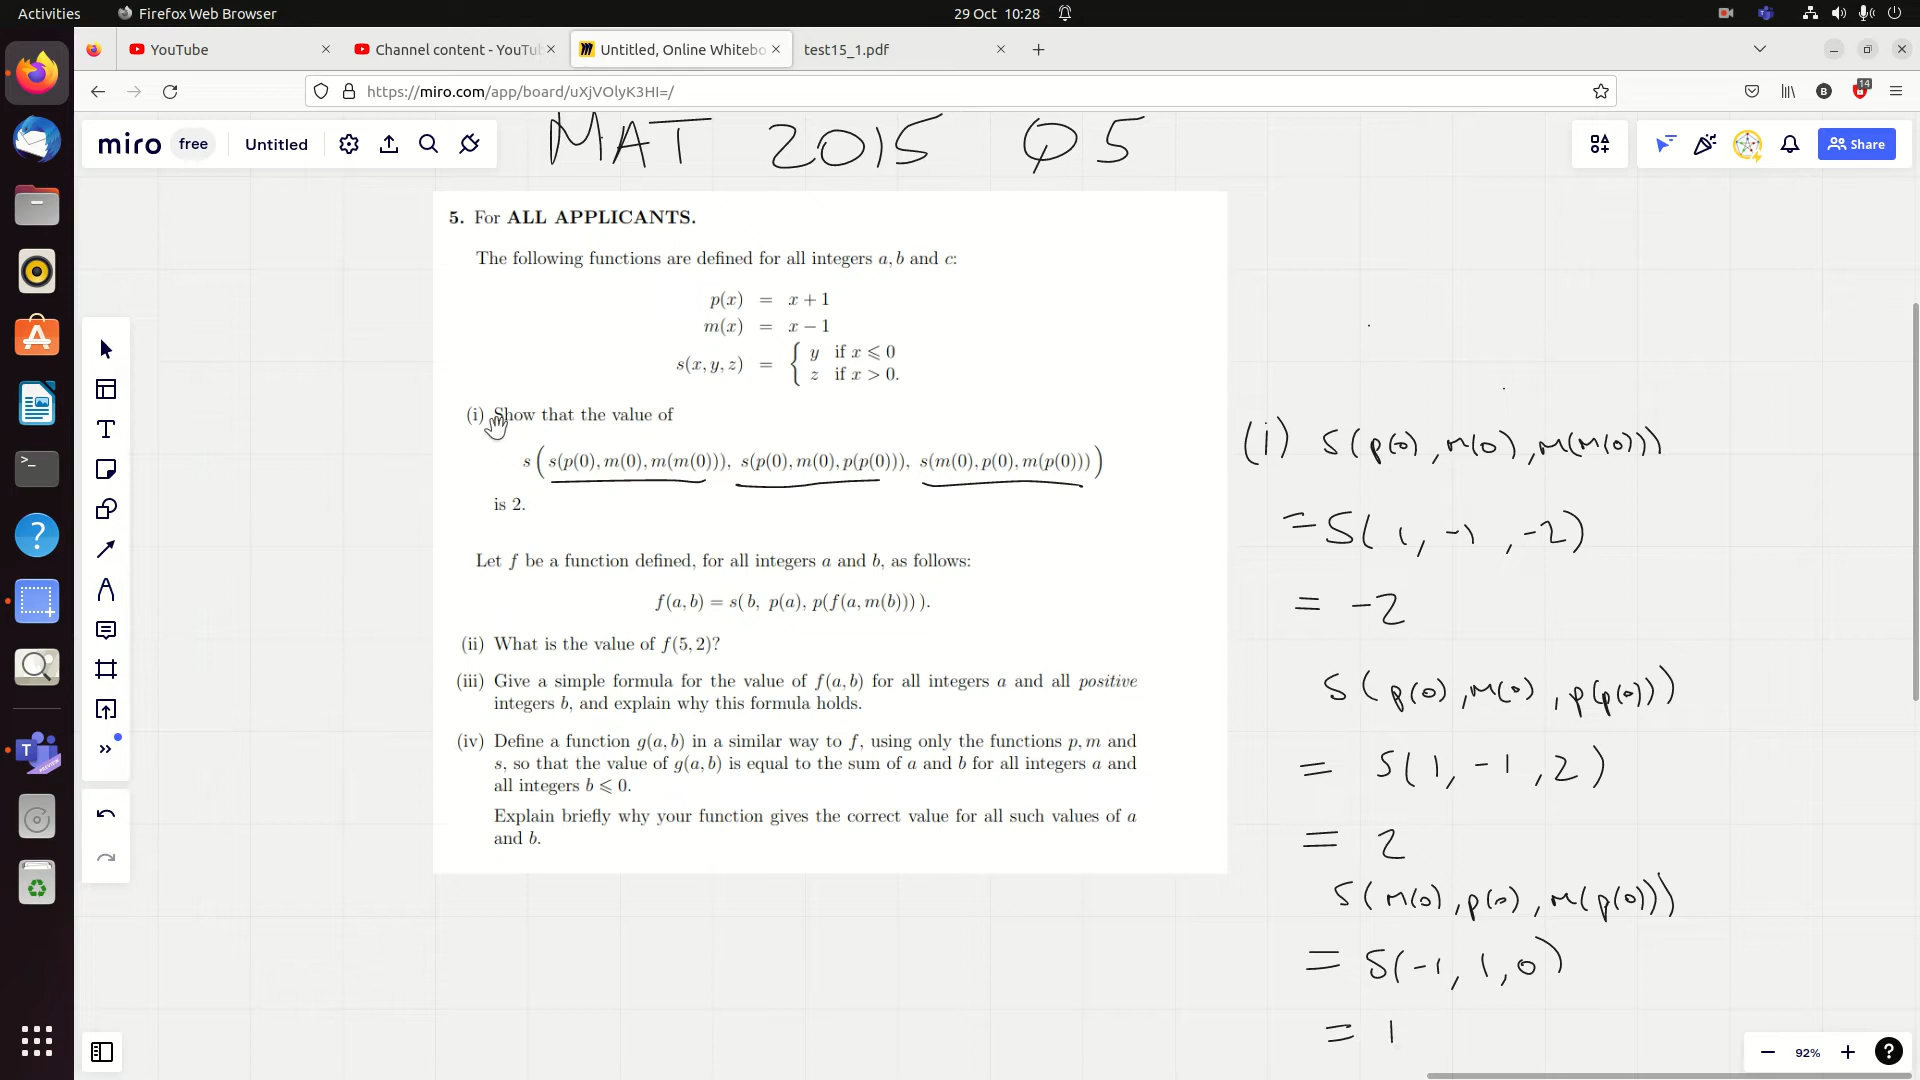 Activities Firefox Web Browser 29 Oct 10:28
YouTube Channel content - YouTub Untitled, Online Whitebo test15_1.pdf
https://miro.com/app/board/uXjVOlyK3HI=/ B 14
miro free Untitled Share
MAT 2015 Q5
5. For ALL APPLICANTS.
The following functions are defined for all integers a, b and c:
p(x) = x + 1
m(x) = x − 1
s(x, y, z) = { y if x ⩽ 0
z if x > 0.
(i) Show that the value of
s ( s(p(0), m(0), m(m(0))), s(p(0), m(0), p(p(0))), s(m(0), p(0), m(p(0))) )
is 2.
Let f be a function defined, for all integers a and b, as follows:
f(a, b) = s( b, p(a), p(f(a, m(b))) ).
(ii) What is the value of f(5, 2)?
(iii) Give a simple formula for the value of f(a, b) for all integers a and all positive
integers b, and explain why this formula holds.
(iv) Define a function g(a, b) in a similar way to f, using only the functions p, m and
s, so that the value of g(a, b) is equal to the sum of a and b for all integers a and
all integers b ⩽ 0.
Explain briefly why your function gives the correct value for all such values of a
and b.
(i) S(p(0), m(0), m(m(0)))
= S( 1, -1, -2)
= -2
S( p(0), m(0), p(p(0)))
= S(1, -1, 2)
= 2
S( m(0), p(0), m( p(0)))
= S(-1, 1, 0)
= 1
92% ?